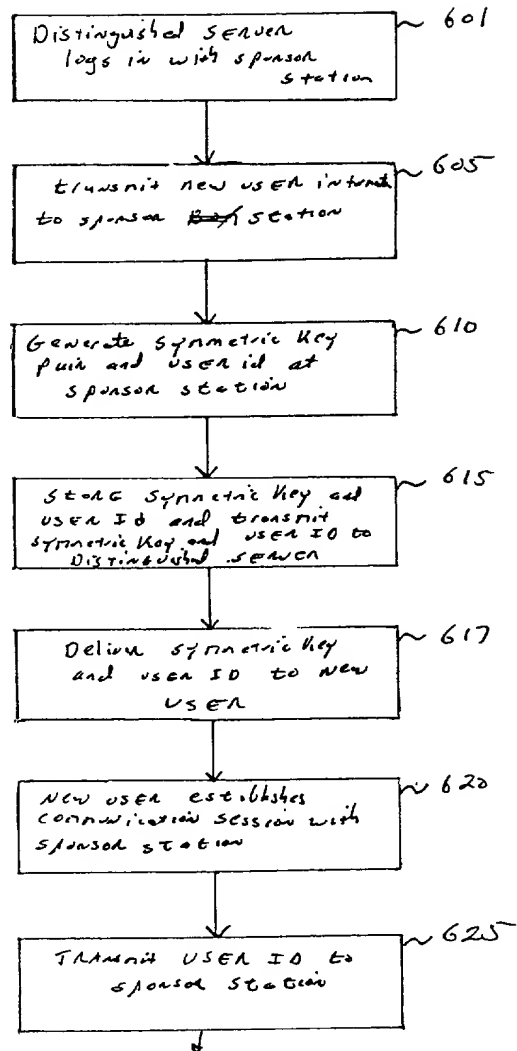 Distinguished SERVER
logs in with sponsor
station
601
transmit new USER
to sponsor station
605
Generate symmetric Key
pair and USER id at
sponsor station
610
STORE symmetric Key and
USER Id and transmit
symmetric Key and USER ID to
Distinguished SERVER
615
Deliver symmetric Key
and USER ID to New
USER
617
New USER establishes
communication session with
sponsor station
620
TRAnsmit USER ID to
sponsor station
625